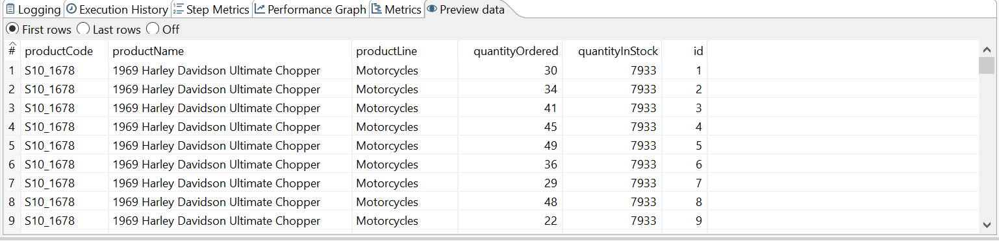 Logging Execution History Step Metrics Performance Graph Metrics Preview data
First rows Last rows Off
# productCode productName productLine quantityOrdered quantityInStock id
1 S10_1678 1969 Harley Davidson Ultimate Chopper Motorcycles 30 7933 1
2 S10_1678 1969 Harley Davidson Ultimate Chopper Motorcycles 34 7933 2
3 S10_1678 1969 Harley Davidson Ultimate Chopper Motorcycles 41 7933 3
4 S10_1678 1969 Harley Davidson Ultimate Chopper Motorcycles 45 7933 4
5 S10_1678 1969 Harley Davidson Ultimate Chopper Motorcycles 49 7933 5
6 S10_1678 1969 Harley Davidson Ultimate Chopper Motorcycles 36 7933 6
7 S10_1678 1969 Harley Davidson Ultimate Chopper Motorcycles 29 7933 7
8 S10_1678 1969 Harley Davidson Ultimate Chopper Motorcycles 48 7933 8
9 S10_1678 1969 Harley Davidson Ultimate Chopper Motorcycles 22 7933 9